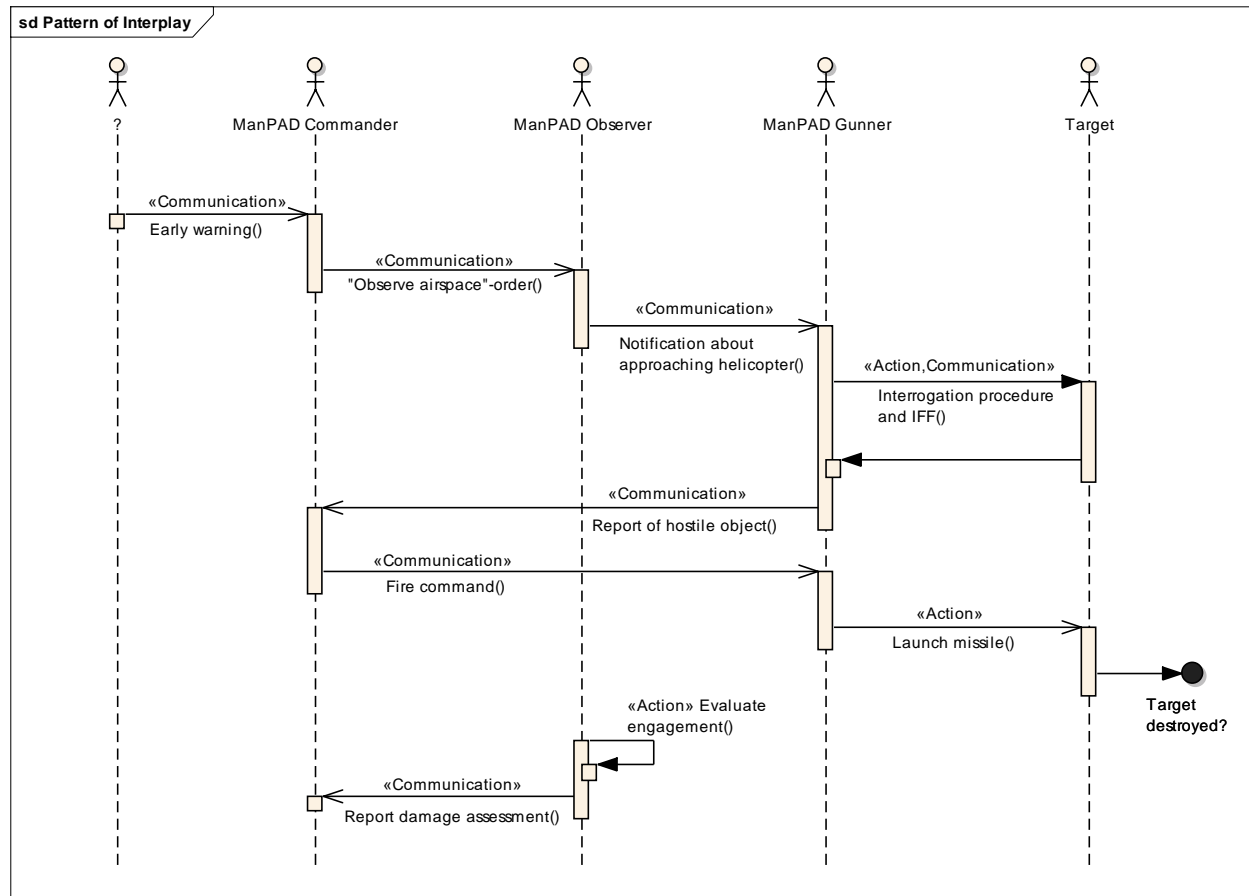 sd Pattern of Interplay
?
ManPAD Commander
ManPAD Observer
ManPAD Gunner
Target
«Communication»
Early warning()
«Communication»
"Observe airspace"-order()
«Communication»
Notification about
approaching helicopter()
«Action,Communication»
Interrogation procedure
and IFF()
«Communication»
Report of hostile object()
«Communication»
Fire command()
«Action»
Launch missile()
Target
destroyed?
«Action» Evaluate
engagement()
«Communication»
Report damage assessment()